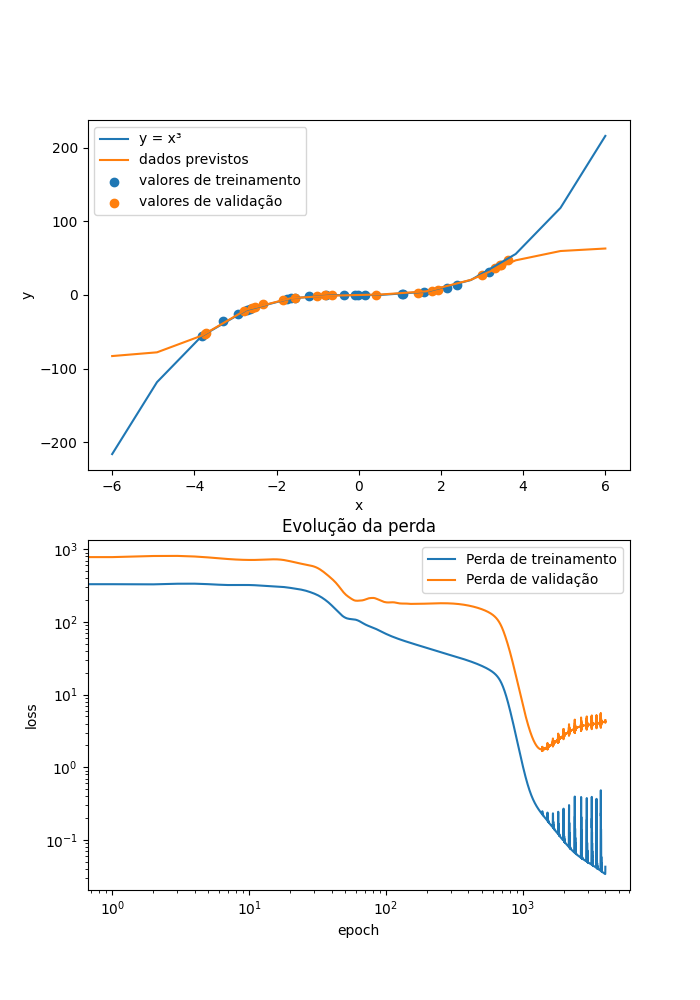 y = x³
dados previstos
valores de treinamento
valores de validação
200
100
0
−100
−200
y
−6 −4 −2 0 2 4 6
x
Evolução da perda
Perda de treinamento
Perda de validação
10³
10²
10¹
10⁰
10⁻¹
loss
10⁰ 10¹ 10² 10³
epoch